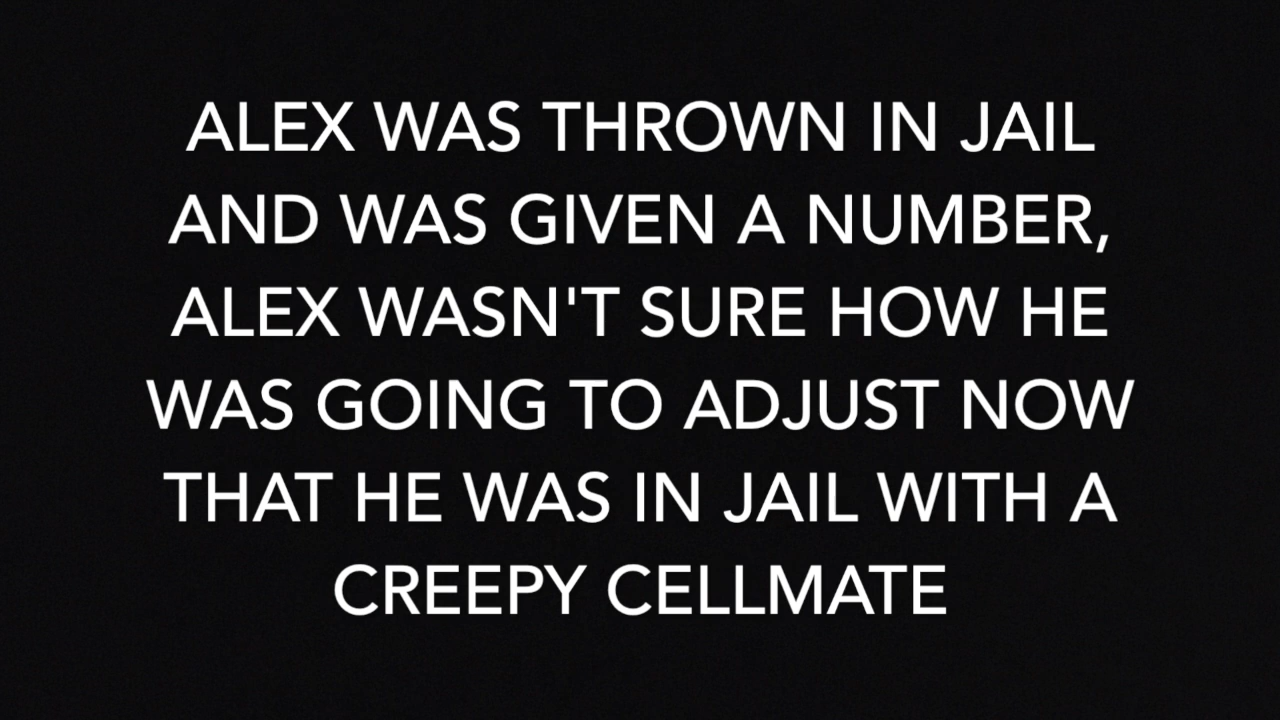 ALEX WAS THROWN IN JAIL
AND WAS GIVEN A NUMBER,
ALEX WASN'T SURE HOW HE
WAS GOING TO ADJUST NOW
THAT HE WAS IN JAIL WITH A
CREEPY CELLMATE